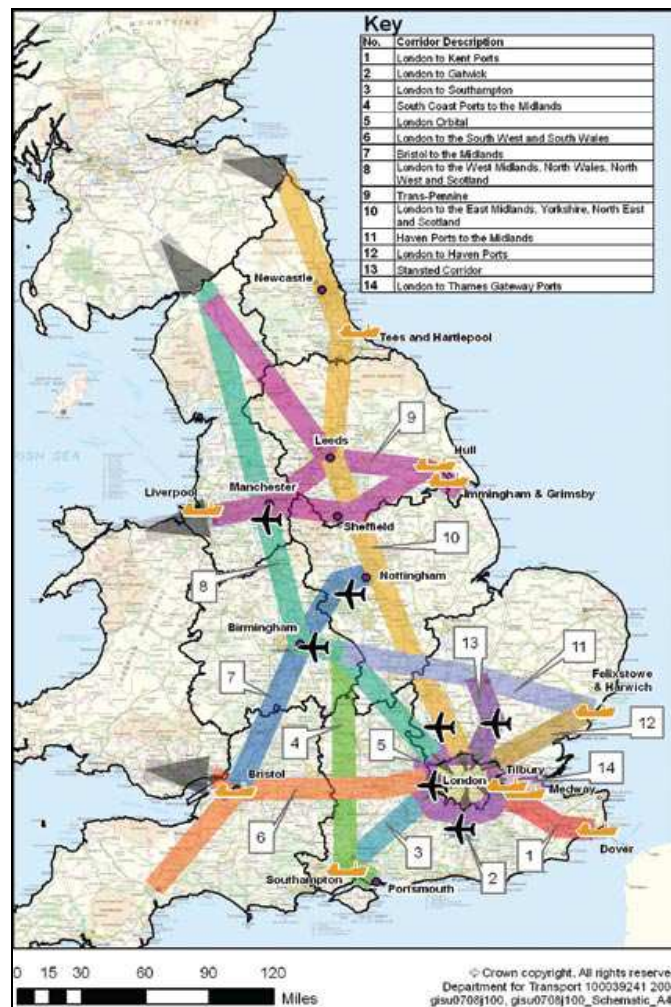 Key
No. Corridor Description
1 London to Kent Ports
2 London to Gatwick
3 London to Southampton
4 South Coast Ports to the Midlands
5 London Orbital
6 London to the South West and South Wales
7 Bristol to the Midlands
8 London to the West Midlands, North Wales, North
West and Scotland
9 Trans-Pennine
10 London to the East Midlands, Yorkshire, North East
and Scotland
11 Haven Ports to the Midlands
12 London to Haven Ports
13 Stansted Corridor
14 London to Thames Gateway Ports
Newcastle
Tees and Hartlepool
9
Leeds
Hull
Liverpool
Manchester
Immingham & Grimsby
Sheffield
10
8
Nottingham
Birmingham
13
11
7
Felixstowe
& Harwich
4
5
12
Bristol
London
Tilbury
14
Medway
6
3
2
1
Dover
Southampton
Portsmouth
0 15 30 60 90 120
Miles
© Crown copyright. All rights reserve
Department for Transport 100039241 200
gisu0708j100, gisu0708j100_Schematic_A